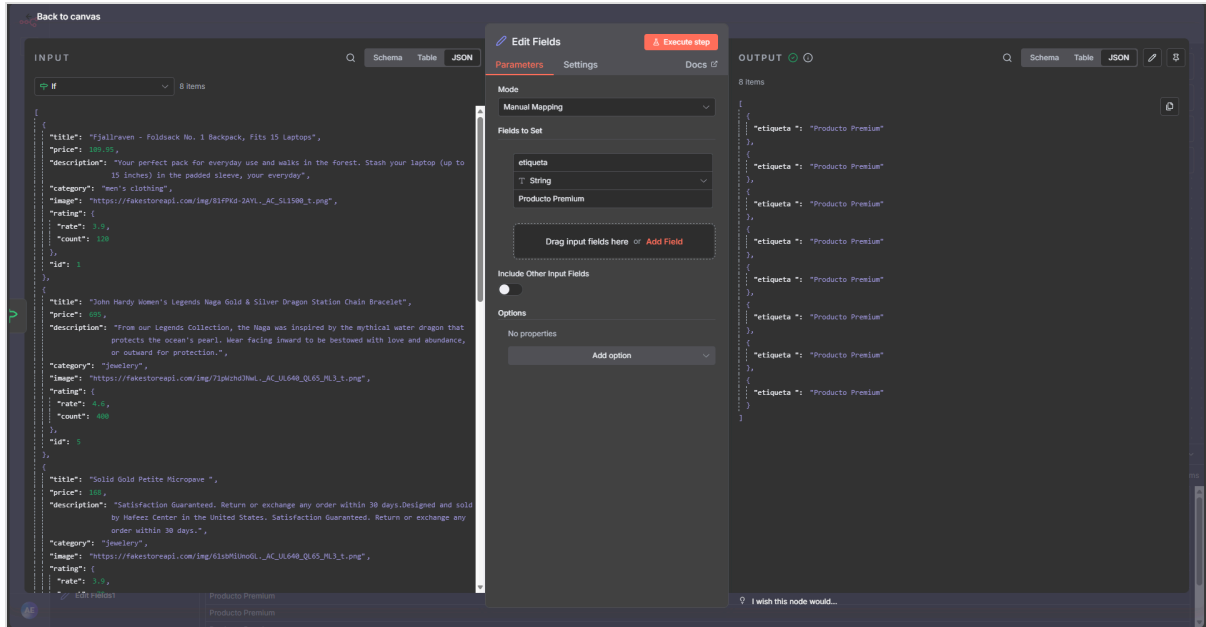 Back to canvas
INPUT
Schema Table JSON
If
8 items
[
{
"title": "Fjallraven - Foldsack No. 1 Backpack, Fits 15 Laptops",
"price": 109.95,
"description": "Your perfect pack for everyday use and walks in the forest. Stash your laptop (up to
15 inches) in the padded sleeve, your everyday",
"category": "men's clothing",
"image": "https://fakestoreapi.com/img/81fPKd-2AYL._AC_SL1500_t.png",
"rating": {
"rate": 3.9,
"count": 120
},
"id": 1
},
{
"title": "John Hardy Women's Legends Naga Gold & Silver Dragon Station Chain Bracelet",
"price": 695,
"description": "From our Legends Collection, the Naga was inspired by the mythical water dragon that
protects the ocean's pearl. Wear facing inward to be bestowed with love and abundance,
or outward for protection.",
"category": "jewelery",
"image": "https://fakestoreapi.com/img/71pWzhdJNwL._AC_UL640_QL65_ML3_t.png",
"rating": {
"rate": 4.6,
"count": 400
},
"id": 5
},
{
"title": "Solid Gold Petite Micropave ",
"price": 168,
"description": "Satisfaction Guaranteed. Return or exchange any order within 30 days.Designed and sold
by Hafeez Center in the United States. Satisfaction Guaranteed. Return or exchange any
order within 30 days.",
"category": "jewelery",
"image": "https://fakestoreapi.com/img/61sbMiUnoGL._AC_UL640_QL65_ML3_t.png",
"rating": {
"rate": 3.9,
Edit Fields1
Producto Premium
Producto Premium
AE
Edit Fields
Execute step
Parameters Settings Docs
Mode
Manual Mapping
Fields to Set
etiqueta
T String
Producto Premium
Drag input fields here or Add Field
Include Other Input Fields
Options
No properties
Add option
OUTPUT
Schema Table JSON
8 items
[
{
"etiqueta ": "Producto Premium"
},
{
"etiqueta ": "Producto Premium"
},
{
"etiqueta ": "Producto Premium"
},
{
"etiqueta ": "Producto Premium"
},
{
"etiqueta ": "Producto Premium"
},
{
"etiqueta ": "Producto Premium"
},
{
"etiqueta ": "Producto Premium"
},
{
"etiqueta ": "Producto Premium"
}
]
ms
I wish this node would...